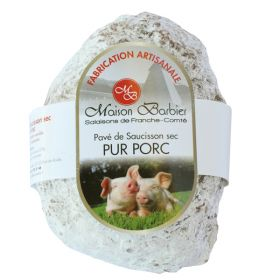 FABRICATION ARTISANALE
MB
Maison Barbier
Salaisons de Franche-Comté
Pavé de Saucisson sec
PUR PORC